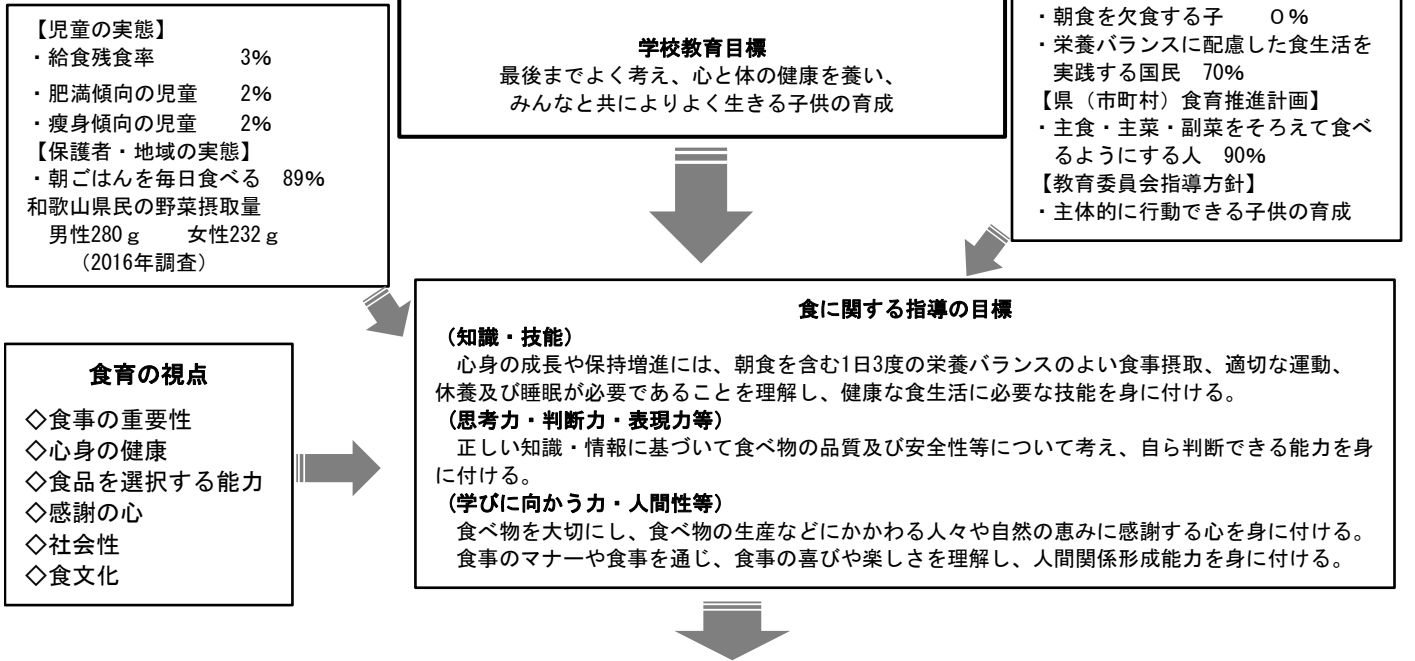 【児童の実態】
・給食残食率 3%
・肥満傾向の児童 2%
・痩身傾向の児童 2%
【保護者・地域の実態】
・朝ごはんを毎日食べる 89%
和歌山県民の野菜摂取量
男性280ｇ 女性232ｇ
（2016年調査）
学校教育目標
最後までよく考え、心と体の健康を養い、
みんなと共によりよく生きる子供の育成
・朝食を欠食する子 ０%
・栄養バランスに配慮した食生活を
実践する国民 70%
【県（市町村）食育推進計画】
・主食・主菜・副菜をそろえて食べ
るようにする人 90%
【教育委員会指導方針】
・主体的に行動できる子供の育成
食育の視点
◇食事の重要性
◇心身の健康
◇食品を選択する能力
◇感謝の心
◇社会性
◇食文化
食に関する指導の目標
（知識・技能）
心身の成長や保持増進には、朝食を含む1日3度の栄養バランスのよい食事摂取、適切な運動、
休養及び睡眠が必要であることを理解し、健康な食生活に必要な技能を身に付ける。
（思考力・判断力・表現力等）
正しい知識・情報に基づいて食べ物の品質及び安全性等について考え、自ら判断できる能力を身
に付ける。
（学びに向かう力・人間性等）
食べ物を大切にし、食べ物の生産などにかかわる人々や自然の恵みに感謝する心を身に付ける。
食事のマナーや食事を通じ、食事の喜びや楽しさを理解し、人間関係形成能力を身に付ける。